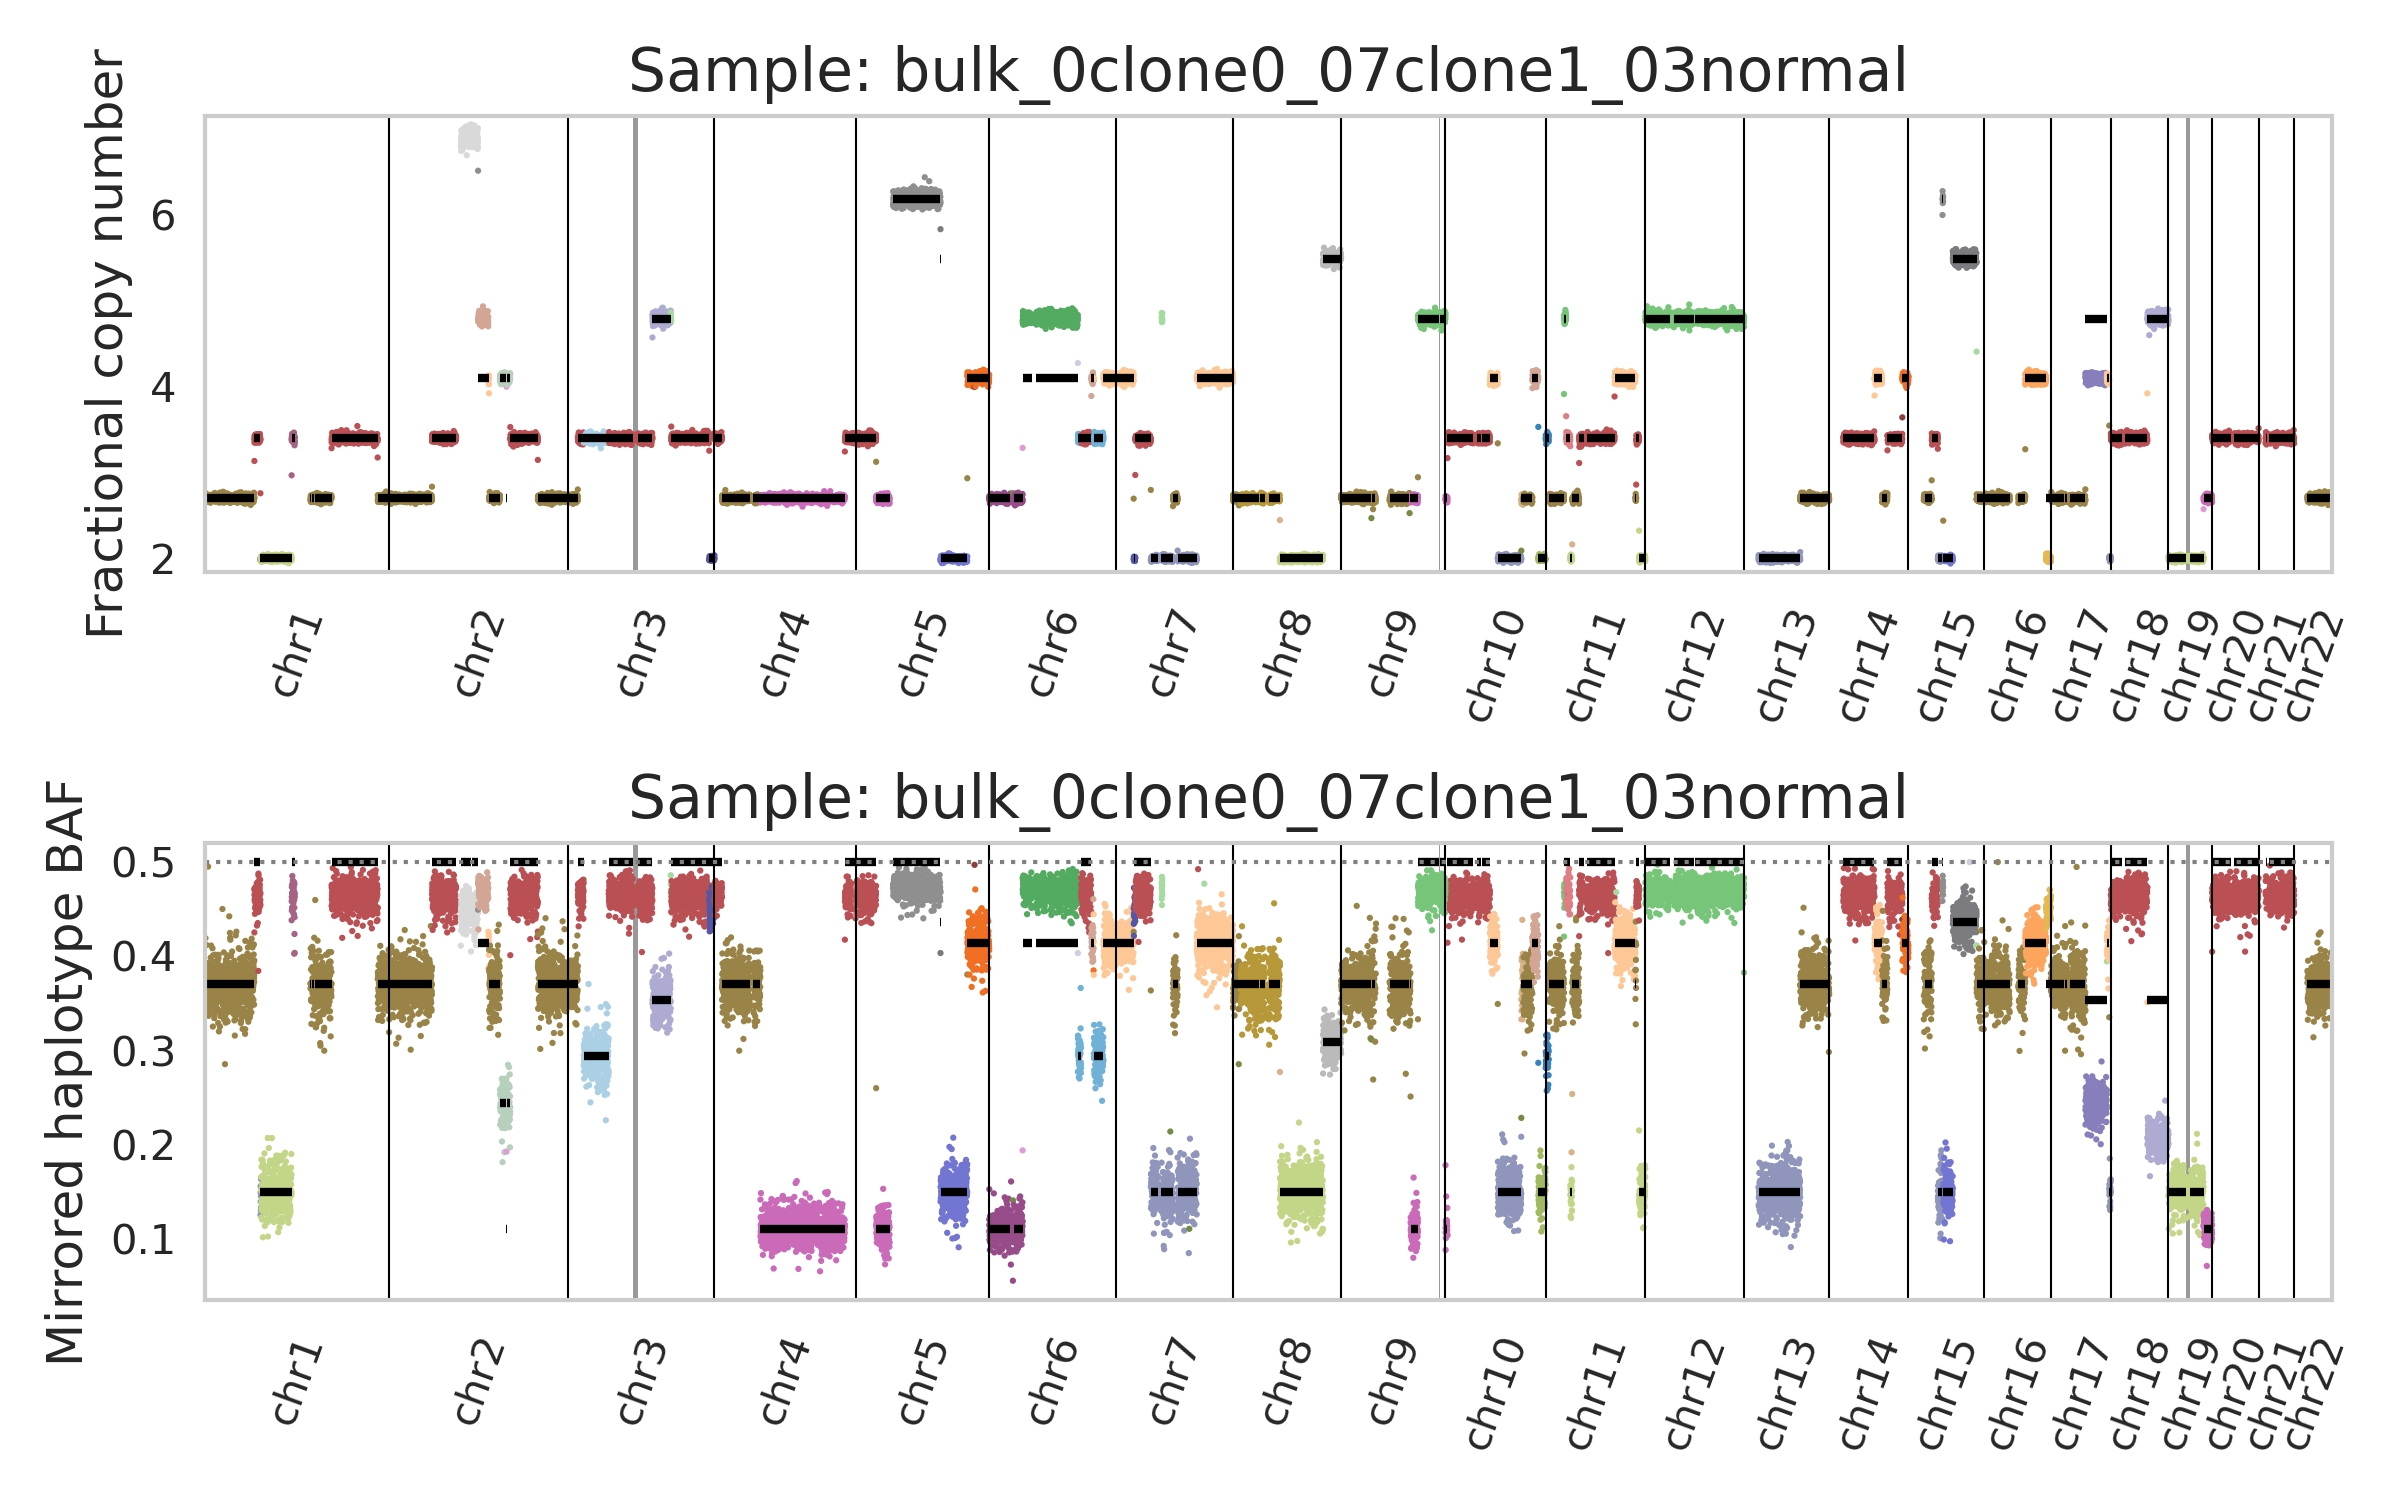 Sample: bulk_0clone0_07clone1_03normal
Fractional copy number
6
4
2
chr1 chr2 chr3 chr4 chr5 chr6 chr7 chr8 chr9 chr10 chr11 chr12 chr13 chr14 chr15 chr16 chr17 chr18 chr19 chr20 chr21 chr22
Sample: bulk_0clone0_07clone1_03normal
Mirrored haplotype BAF
0.5
0.4
0.3
0.2
0.1
chr1 chr2 chr3 chr4 chr5 chr6 chr7 chr8 chr9 chr10 chr11 chr12 chr13 chr14 chr15 chr16 chr17 chr18 chr19 chr20 chr21 chr22